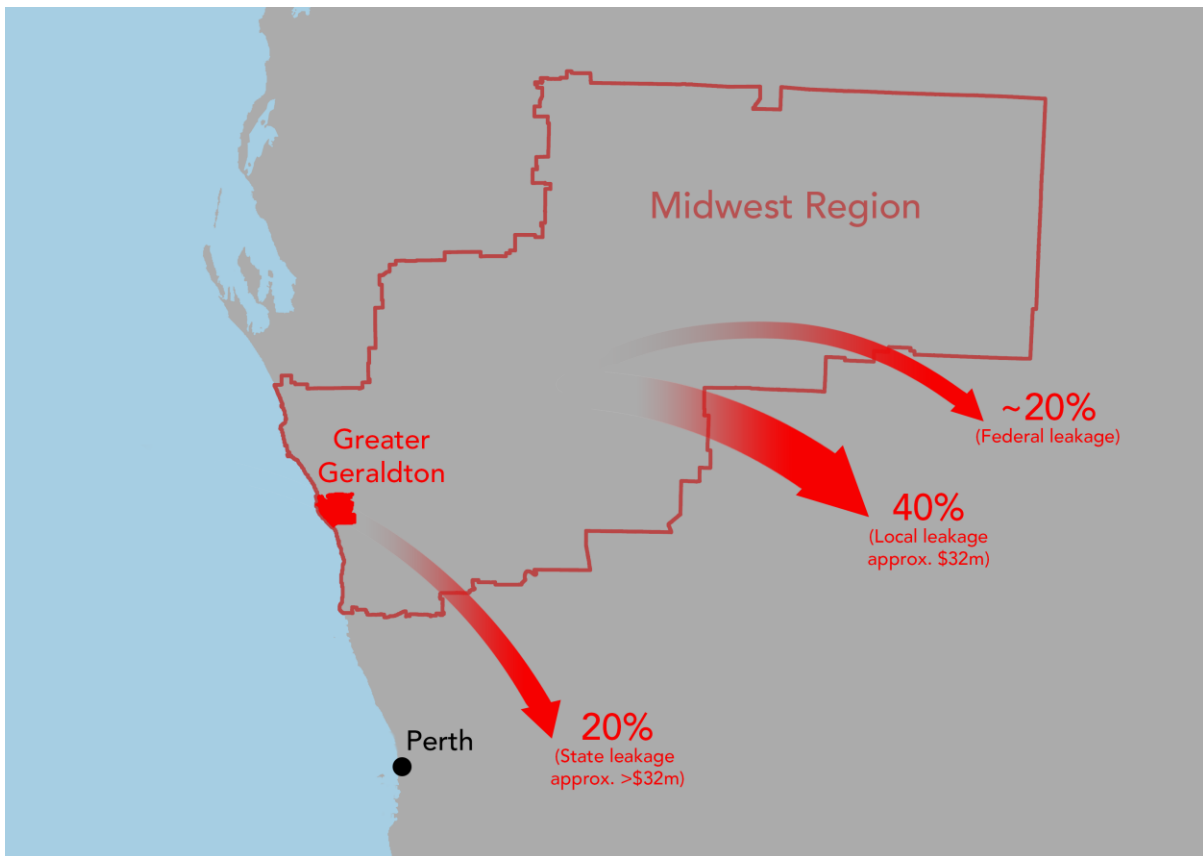 Midwest Region
~20%
(Federal leakage)
Greater
Geraldton
40%
(Local leakage
approx. $32m)
20%
(State leakage
approx. >$32m)
Perth